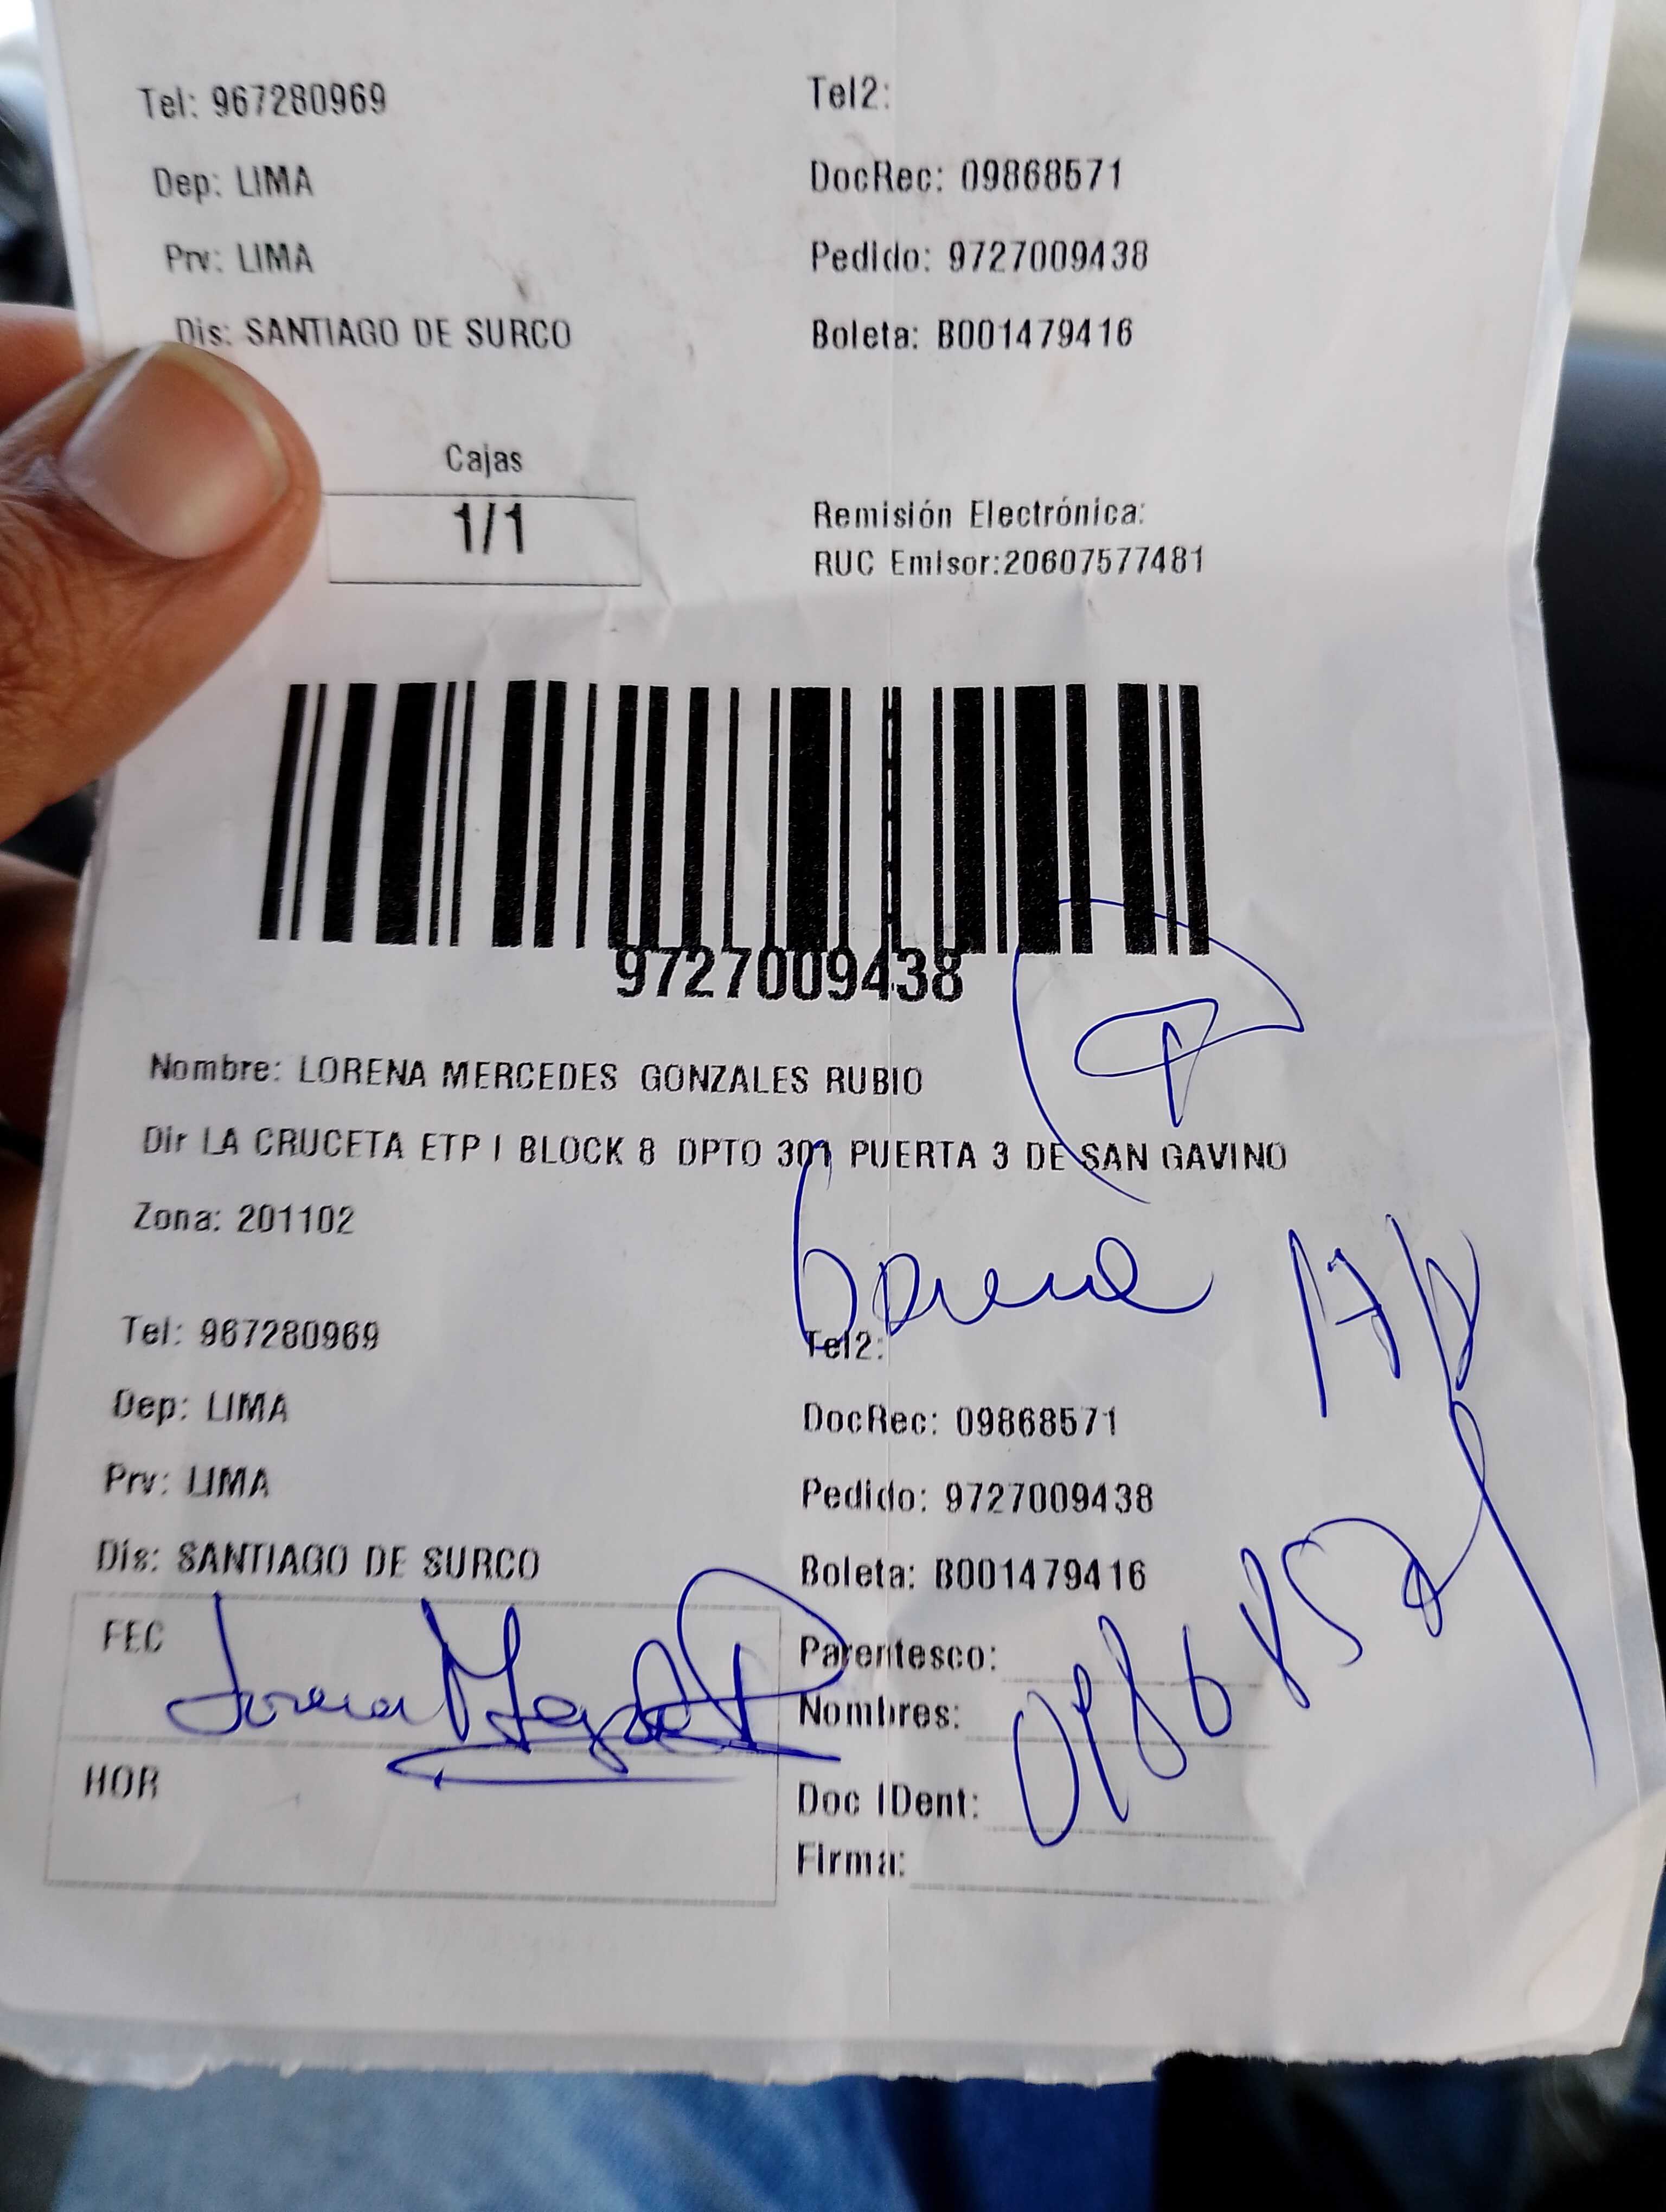 Tel: 967280969
Tel2:
Dep: LIMA
DocRec: 09868571
Prv: LIMA
Pedido: 9727009438
Dis: SANTIAGO DE SURCO
Boleta: B001479416
Cajas
1/1
Remisión Electrónica:
RUC Emisor:20607577481
9727009438
Nombre: LORENA MERCEDES GONZALES RUBIO
Dir LA CRUCETA ETP I BLOCK 8 DPTO 301 PUERTA 3 DE SAN GAVINO
Zona: 201102
Lorena
Tel: 967280969
Tel2:
Dep: LIMA
DocRec: 09868571
Prv: LIMA
Pedido: 9727009438
Dis: SANTIAGO DE SURCO
Boleta: B001479416
FEC
Lorena
Parentesco:
Nombres:
09868571
HOR
Doc IDent:
Firma: